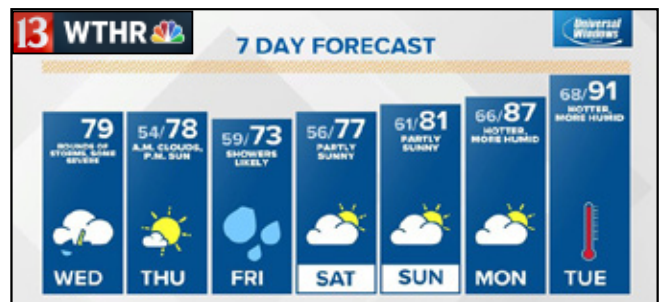 13 WTHR
Universal
Windows
7 DAY FORECAST
79
ROUNDS OF
STORMS, SOME
SEVERE
WED
54/78
A.M. CLOUDS,
P.M. SUN
THU
59/73
SHOWERS
LIKELY
FRI
56/77
PARTLY
SUNNY
SAT
61/81
PARTLY
SUNNY
SUN
66/87
HOTTER,
MORE HUMID
MON
68/91
HOTTER,
MORE HUMID
TUE